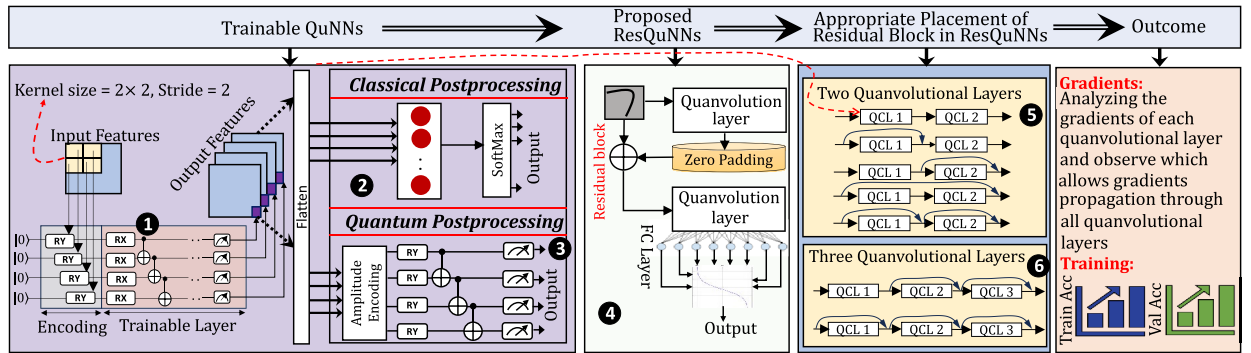 Trainable QuNNs
Proposed
ResQuNNs
Appropriate Placement of
Residual Block in ResQuNNs
Outcome
Kernel size = 2× 2, Stride = 2
Input Features
Output Features
1
|0⟩
|0⟩
|0⟩
|0⟩
RY
RY
RY
RY
RX
RX
RX
RX
...
...
Encoding
Trainable Layer
Flatten
Classical Postprocessing
2
SoftMax
Output
Quantum Postprocessing
3
Amplitude
Encoding
RY
RY
RY
RY
Output
Residual block
Quanvolution
layer
Zero Padding
Quanvolution
layer
FC Layer
4
Output
Two Quanvolutional Layers
5
QCL 1 QCL 2
QCL 1 QCL 2
QCL 1 QCL 2
QCL 1 QCL 2
QCL 1 QCL 2
Three Quanvolutional Layers
6
QCL 1 QCL 2 QCL 3
QCL 1 QCL 2 QCL 3
Gradients:
Analyzing the
gradients of each
quanvolutional layer
and observe which
allows gradients
propagation through
all quanvolutional
layers
Training:
Train Acc
Val Acc